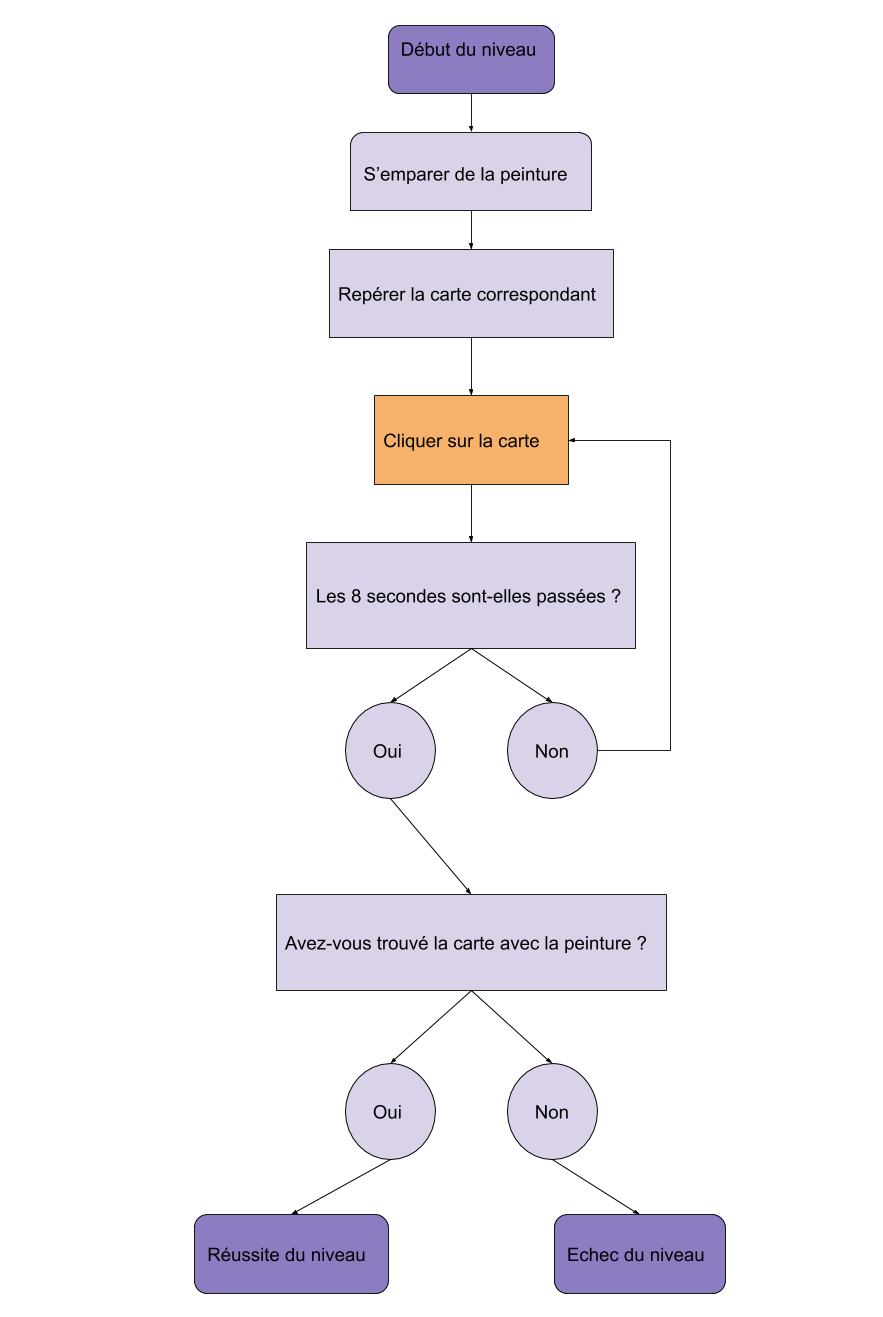 Début du niveau
S’emparer de la peinture
Repérer la carte correspondant
Cliquer sur la carte
Les 8 secondes sont-elles passées ?
Oui
Non
Avez-vous trouvé la carte avec la peinture ?
Oui
Non
Réussite du niveau
Echec du niveau